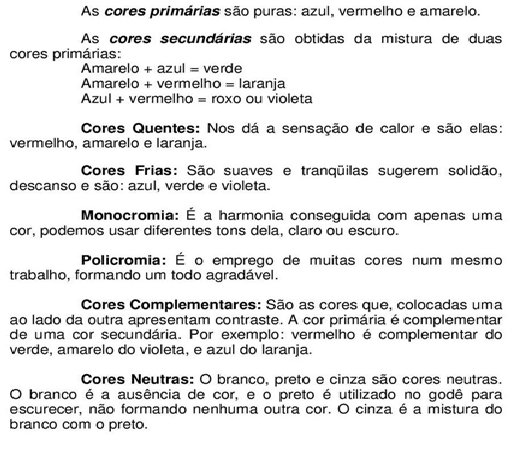 As cores primárias são puras: azul, vermelho e amarelo.
As cores secundárias são obtidas da mistura de duas
cores primárias:
Amarelo + azul = verde
Amarelo + vermelho = laranja
Azul + vermelho = roxo ou violeta
Cores Quentes: Nos dá a sensação de calor e são elas:
vermelho, amarelo e laranja.
Cores Frias: São suaves e tranqüilas sugerem solidão,
descanso e são: azul, verde e violeta.
Monocromia: É a harmonia conseguida com apenas uma
cor, podemos usar diferentes tons dela, claro ou escuro.
Policromia: É o emprego de muitas cores num mesmo
trabalho, formando um todo agradável.
Cores Complementares: São as cores que, colocadas uma
ao lado da outra apresentam contraste. A cor primária é complementar
de uma cor secundária. Por exemplo: vermelho é complementar do
verde, amarelo do violeta, e azul do laranja.
Cores Neutras: O branco, preto e cinza são cores neutras.
O branco é a ausência de cor, e o preto é utilizado no godê para
escurecer, não formando nenhuma outra cor. O cinza é a mistura do
branco com o preto.